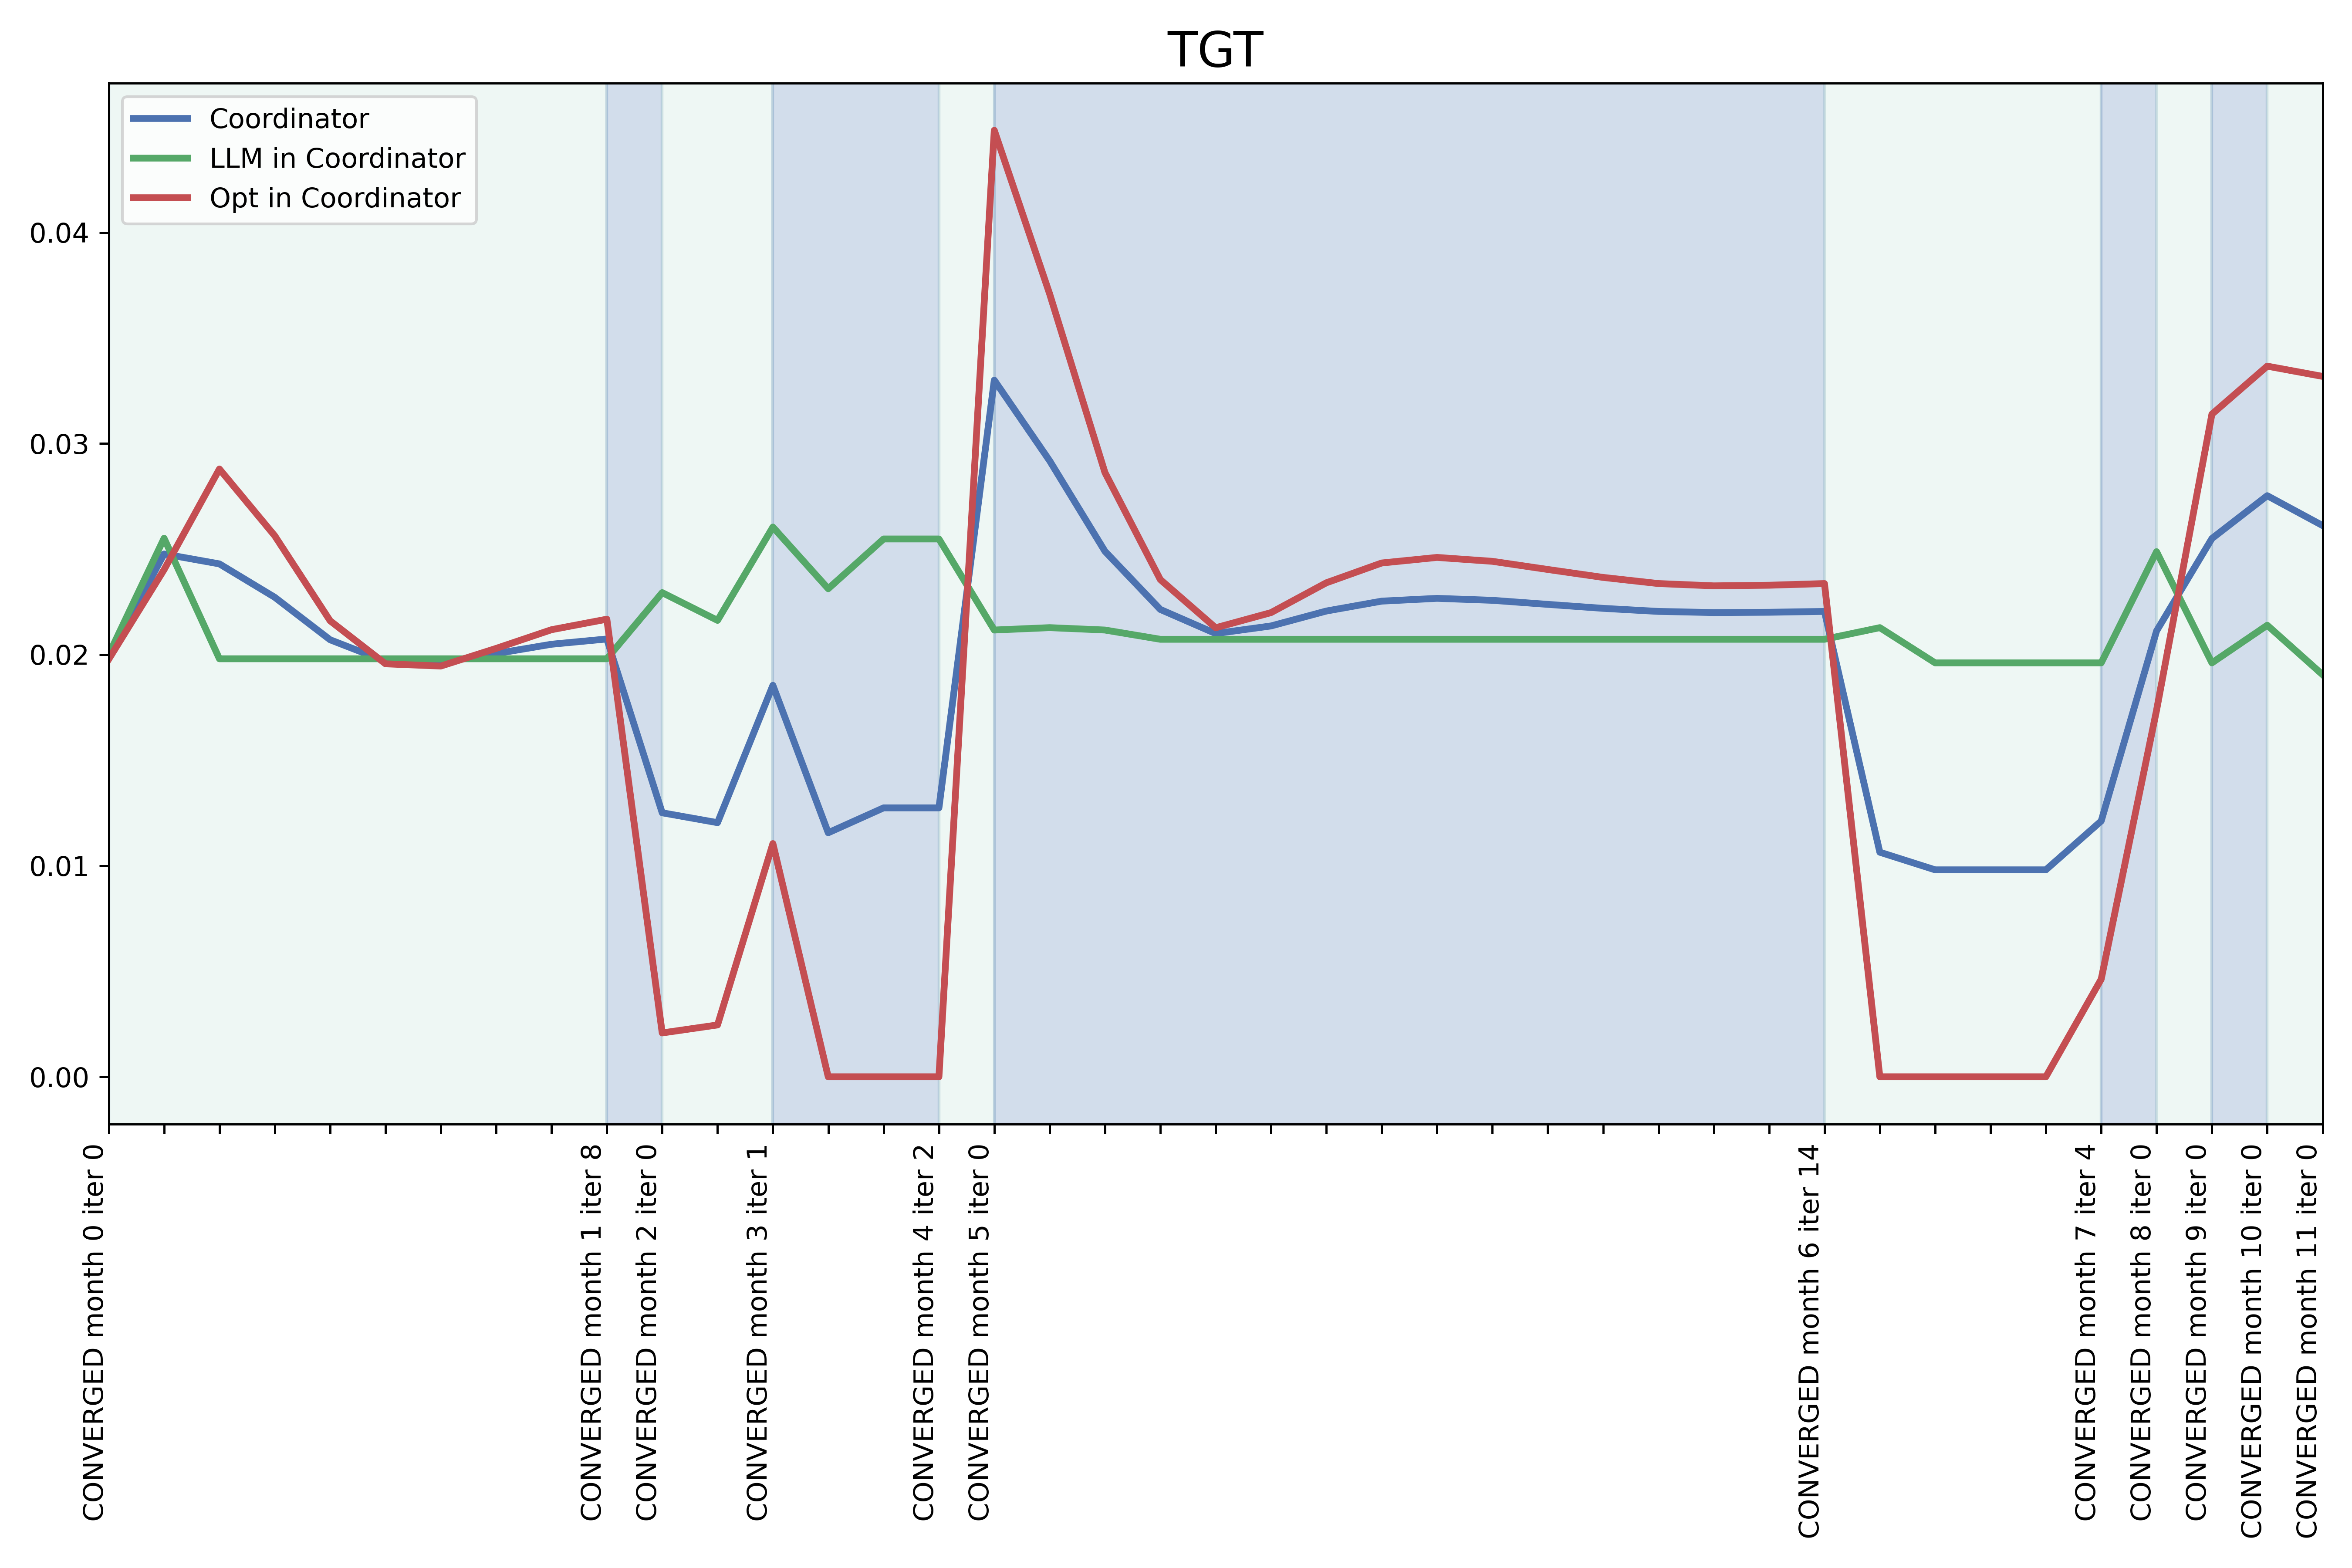 TGT
Coordinator
LLM in Coordinator
Opt in Coordinator
0.04
0.03
0.02
0.01
0.00
CONVERGED month 0 iter 0
CONVERGED month 1 iter 8
CONVERGED month 2 iter 0
CONVERGED month 3 iter 1
CONVERGED month 4 iter 2
CONVERGED month 5 iter 0
CONVERGED month 6 iter 14
CONVERGED month 7 iter 4
CONVERGED month 8 iter 0
CONVERGED month 9 iter 0
CONVERGED month 10 iter 0
CONVERGED month 11 iter 0